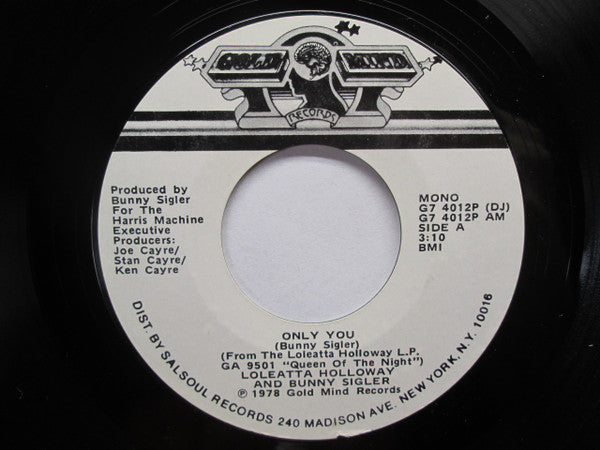 GOLD MIND
RECORDS
Produced by
Bunny Sigler
For The
Harris Machine
Executive
Producers:
Joe Cayre/
Stan Cayre/
Ken Cayre
MONO
G7 4012P (DJ)
G7 4012P AM
SIDE A
3:10
BMI
ONLY YOU
(Bunny Sigler)
(From The Loleatta Holloway L.P.
GA 9501 "Queen Of The Night")
LOLEATTA HOLLOWAY
AND BUNNY SIGLER
Ⓟ 1978 Gold Mind Records
DIST. BY SALSOUL RECORDS 240 MADISON AVE. NEW YORK, N.Y. 10016